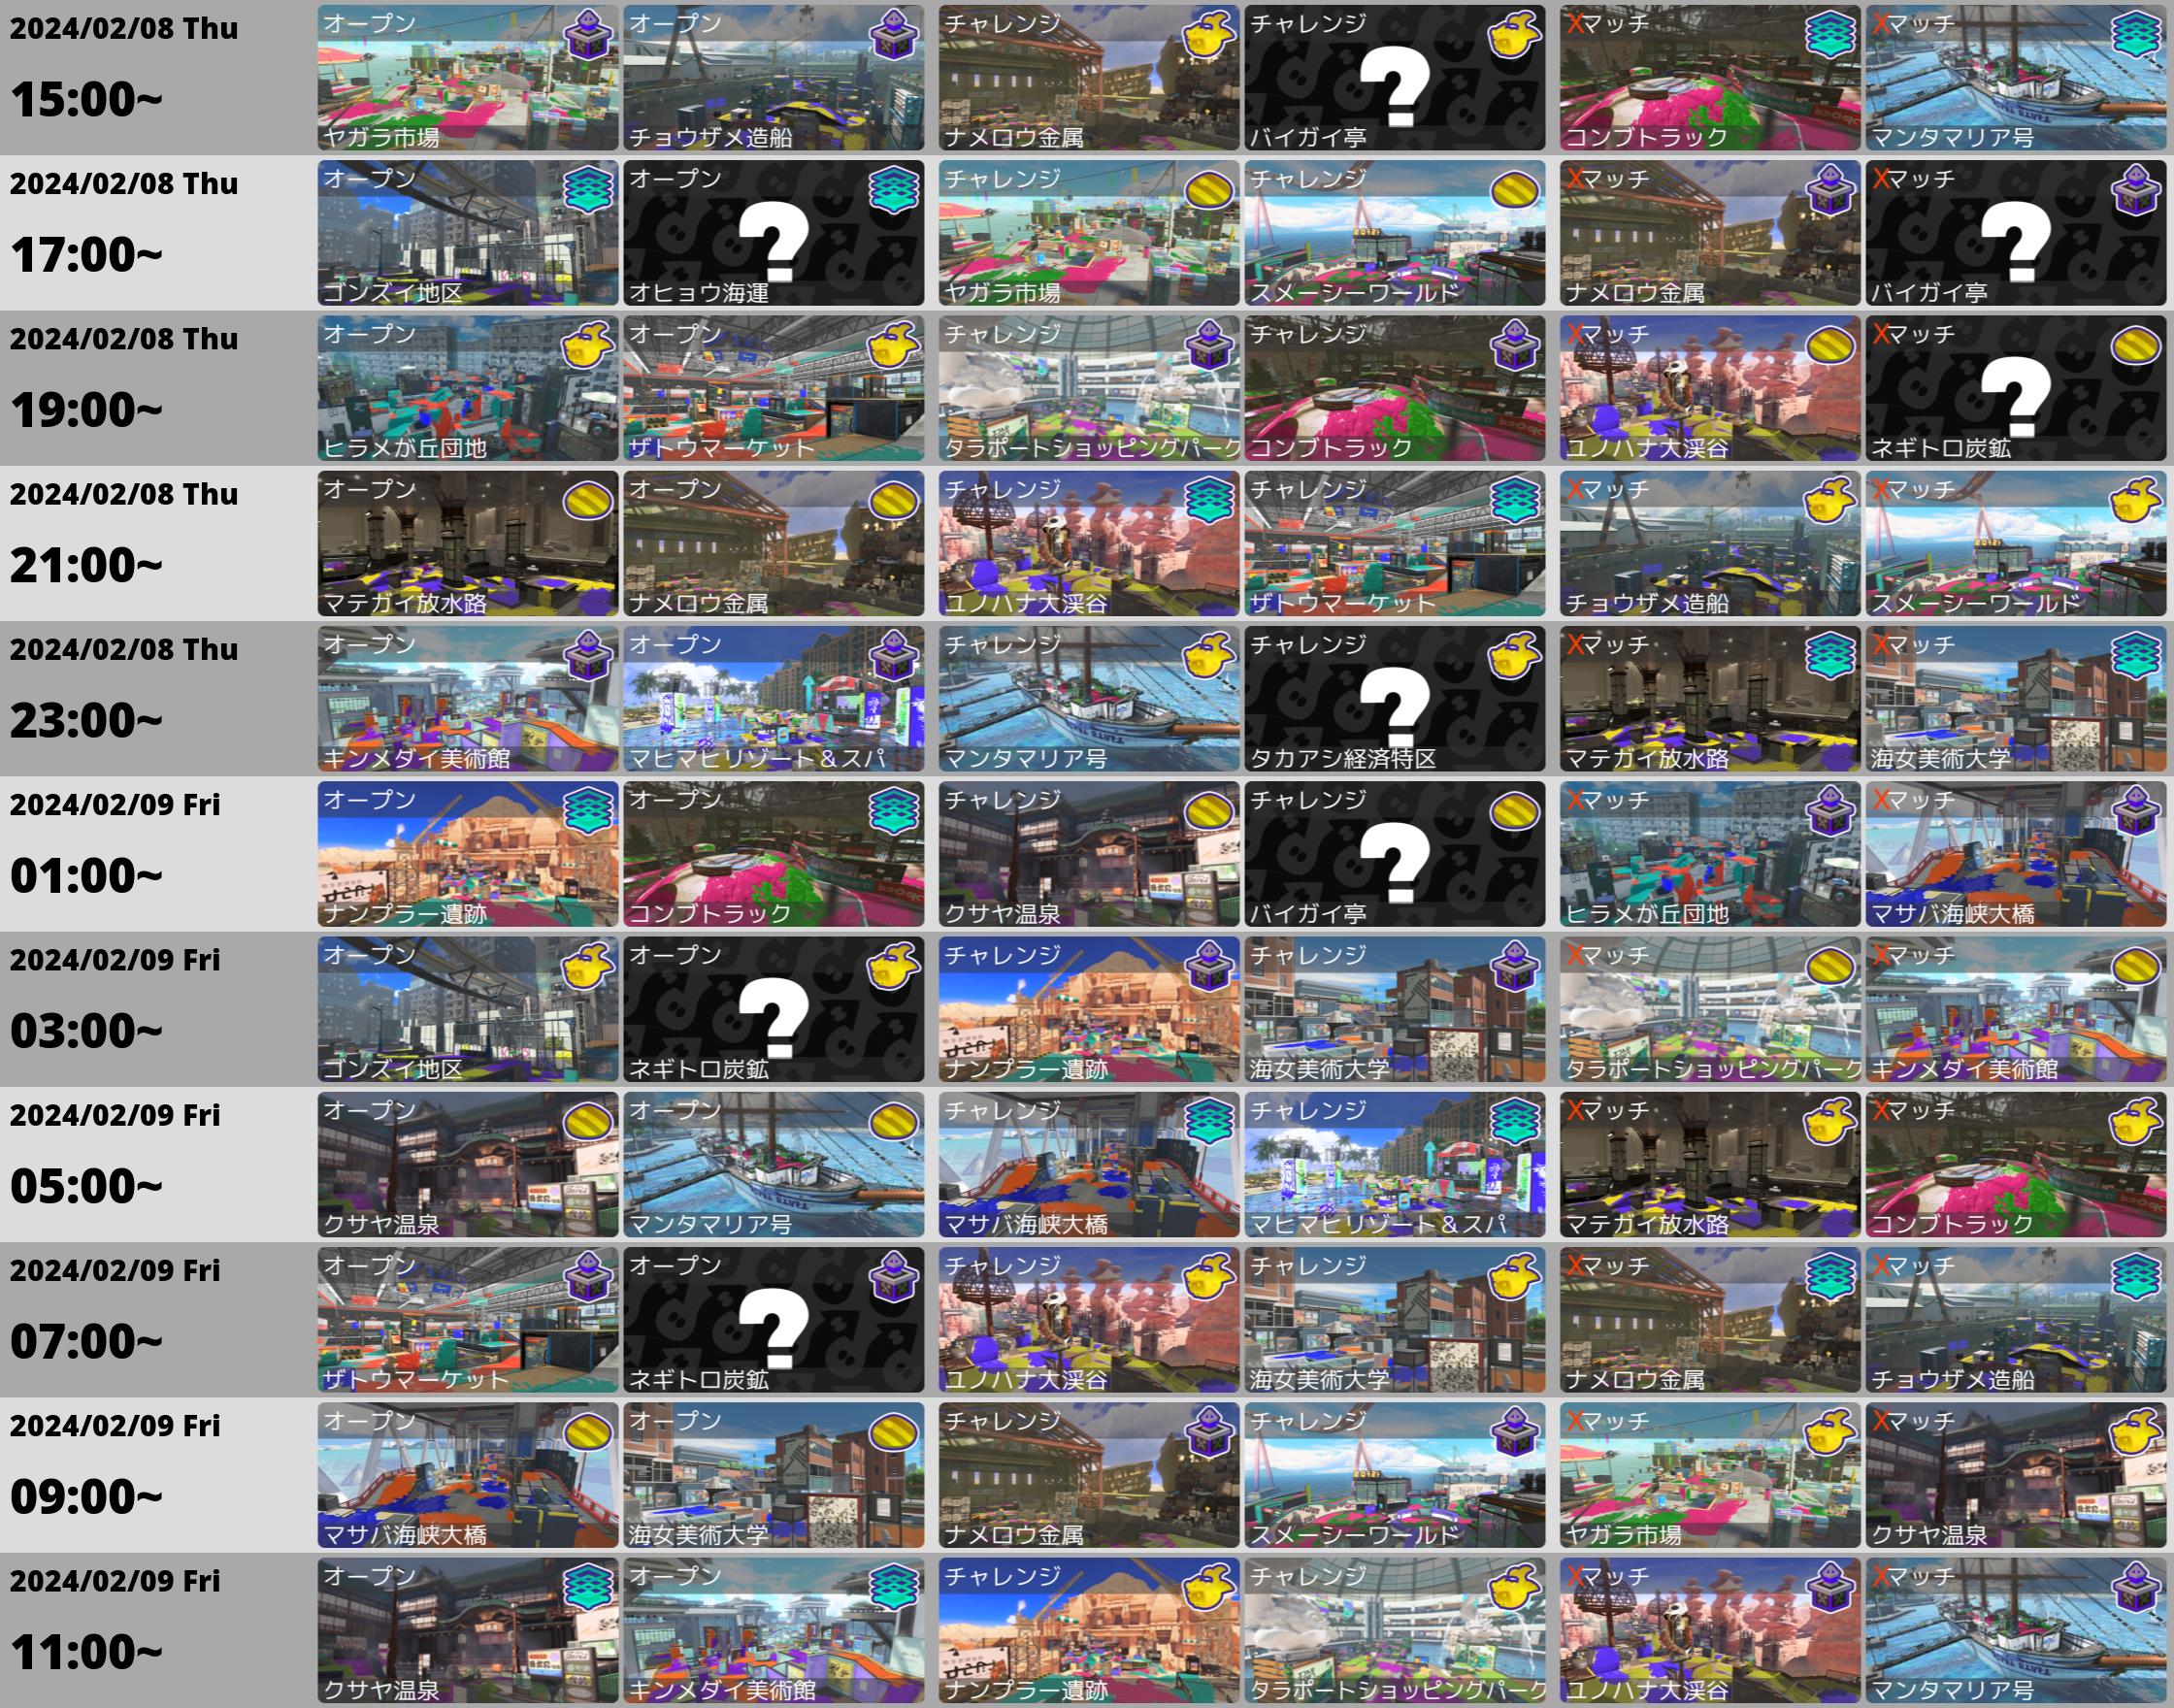 2024/02/08 Thu
15:00~
オープン
ヤガラ市場
オープン
チョウザメ造船
チャレンジ
ナメロウ金属
チャレンジ
?
バイガイ亭
Xマッチ
コンブトラック
Xマッチ
マンタマリア号
2024/02/08 Thu
17:00~
オープン
ゴンズイ地区
オープン
?
オヒョウ海運
チャレンジ
ヤガラ市場
チャレンジ
スメーシーワールド
Xマッチ
ナメロウ金属
Xマッチ
?
バイガイ亭
2024/02/08 Thu
19:00~
オープン
ヒラメが丘団地
オープン
ザトウマーケット
チャレンジ
タラポートショッピングパーク
チャレンジ
コンブトラック
Xマッチ
ユノハナ大渓谷
Xマッチ
?
ネギトロ炭鉱
2024/02/08 Thu
21:00~
オープン
マテガイ放水路
オープン
ナメロウ金属
チャレンジ
ユノハナ大渓谷
チャレンジ
ザトウマーケット
Xマッチ
チョウザメ造船
Xマッチ
スメーシーワールド
2024/02/08 Thu
23:00~
オープン
キンメダイ美術館
オープン
マヒマヒリゾート＆スパ
チャレンジ
マンタマリア号
チャレンジ
?
タカアシ経済特区
Xマッチ
マテガイ放水路
Xマッチ
海女美術大学
2024/02/09 Fri
01:00~
オープン
ナンプラー遺跡
オープン
コンブトラック
チャレンジ
クサヤ温泉
チャレンジ
?
バイガイ亭
Xマッチ
ヒラメが丘団地
Xマッチ
マサバ海峡大橋
2024/02/09 Fri
03:00~
オープン
ゴンズイ地区
オープン
?
ネギトロ炭鉱
チャレンジ
ナンプラー遺跡
チャレンジ
海女美術大学
Xマッチ
タラポートショッピングパーク
Xマッチ
キンメダイ美術館
2024/02/09 Fri
05:00~
オープン
クサヤ温泉
オープン
マンタマリア号
チャレンジ
マサバ海峡大橋
チャレンジ
マヒマヒリゾート＆スパ
Xマッチ
マテガイ放水路
Xマッチ
コンブトラック
2024/02/09 Fri
07:00~
オープン
ザトウマーケット
オープン
?
ネギトロ炭鉱
チャレンジ
ユノハナ大渓谷
チャレンジ
海女美術大学
Xマッチ
ナメロウ金属
Xマッチ
チョウザメ造船
2024/02/09 Fri
09:00~
オープン
マサバ海峡大橋
オープン
海女美術大学
チャレンジ
ナメロウ金属
チャレンジ
スメーシーワールド
Xマッチ
ヤガラ市場
Xマッチ
クサヤ温泉
2024/02/09 Fri
11:00~
オープン
クサヤ温泉
オープン
キンメダイ美術館
チャレンジ
ナンプラー遺跡
チャレンジ
タラポートショッピングパーク
Xマッチ
ユノハナ大渓谷
Xマッチ
マンタマリア号